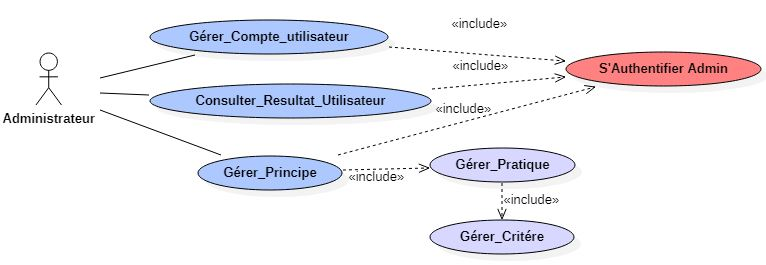 «include»
Gérer_Compte_utilisateur
«include»
S'Authentifier Admin
Consulter_Resultat_Utilisateur
«include»
Administrateur
Gérer_Pratique
Gérer_Principe
«include»
«include»
Gérer_Critére